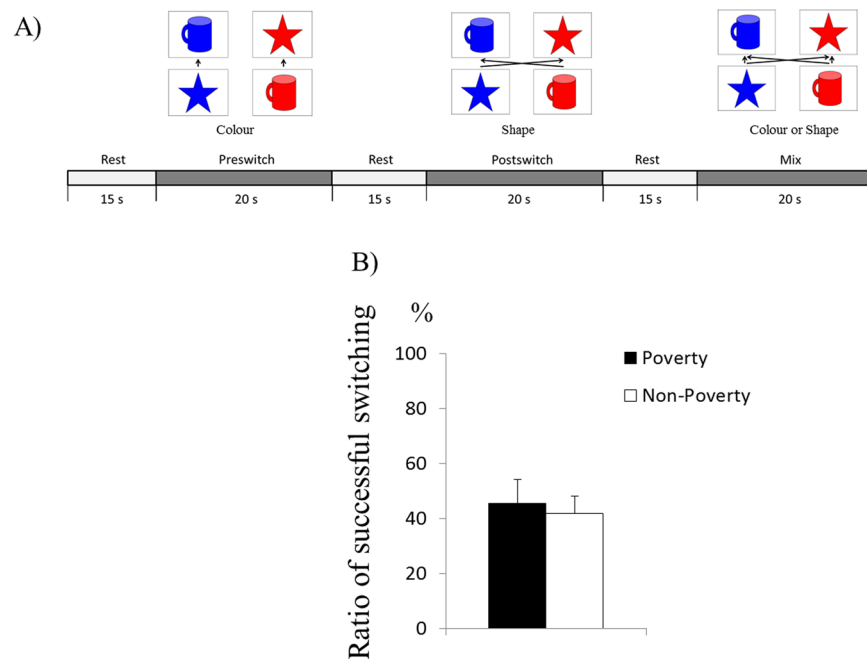 A)
Colour
Shape
Colour or Shape
Rest Preswitch Rest Postswitch Rest Mix
15 s 20 s 15 s 20 s 15 s 20 s
B)
Ratio of successful switching
%
100
80
60
40
20
0
Poverty
Non-Poverty